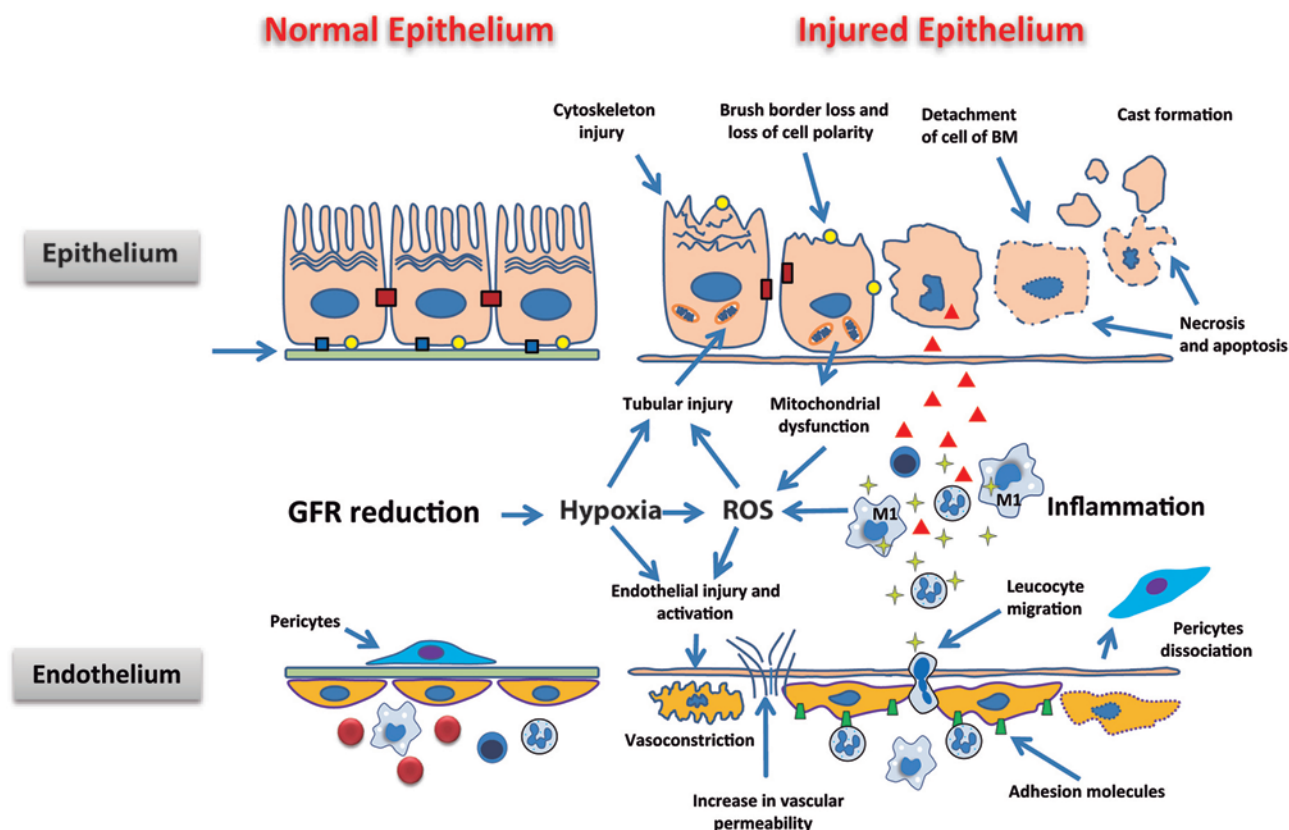 Normal Epithelium
Injured Epithelium
Cytoskeleton
injury
Brush border loss and
loss of cell polarity
Detachment
of cell of BM
Cast formation
Epithelium
Necrosis
and apoptosis
Tubular injury
Mitochondrial
dysfunction
GFR reduction
Hypoxia
ROS
M1
M1
Inflammation
Endothelial injury and
activation
Leucocyte
migration
Pericytes
Pericytes
dissociation
Endothelium
Vasoconstriction
Increase in vascular
permeability
Adhesion molecules